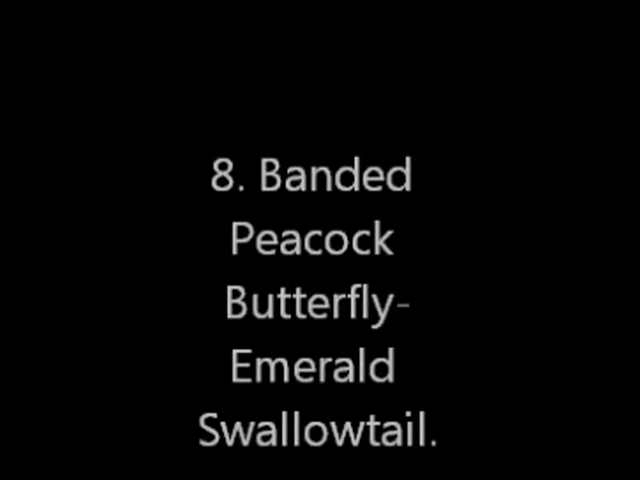 8. Banded
Peacock
Butterfly-
Emerald
Swallowtail.